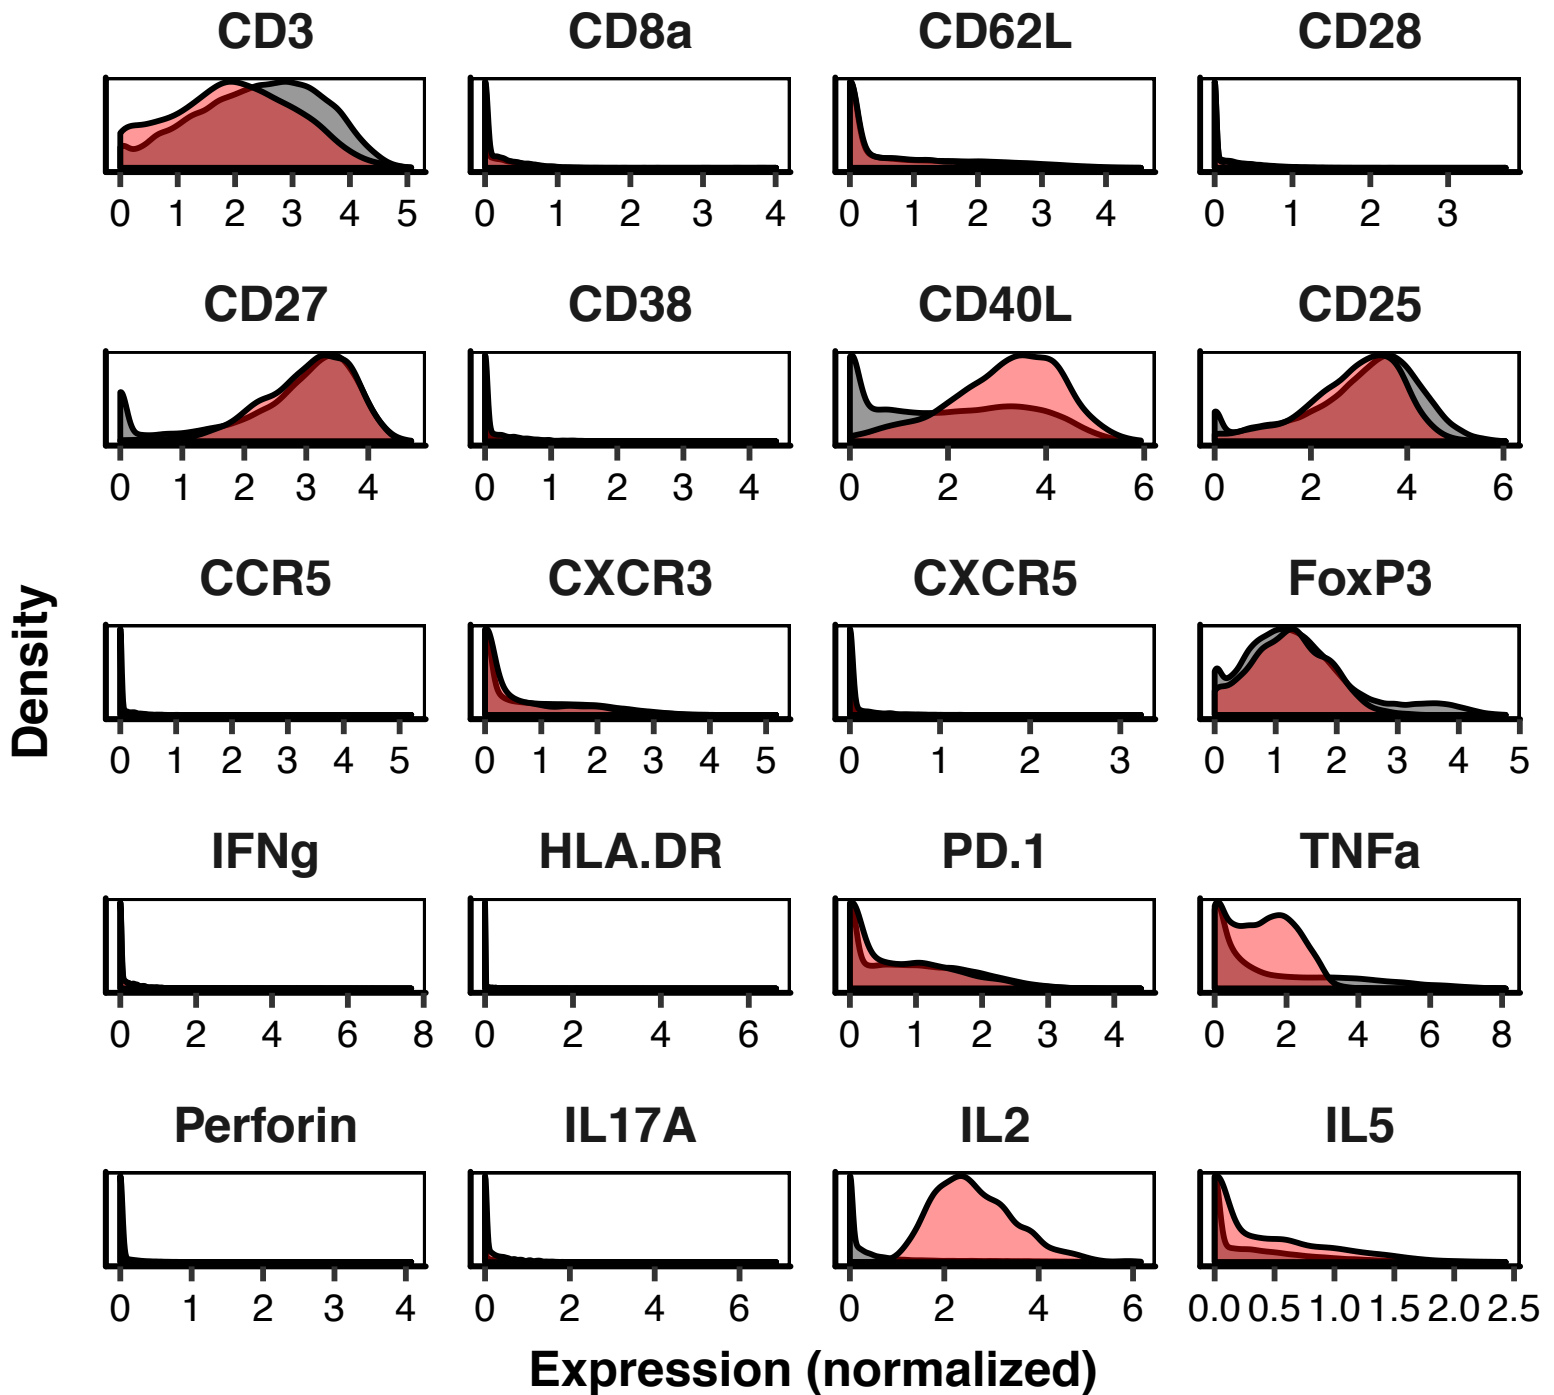 CD3 CD8a CD62L CD28
0 1 2 3 4 5 0 1 2 3 4 0 1 2 3 4 0 1 2 3
CD27 CD38 CD40L CD25
0 1 2 3 4 0 1 2 3 4 0 2 4 6 0 2 4 6
CCR5 CXCR3 CXCR5 FoxP3
0 1 2 3 4 5 0 1 2 3 4 5 0 1 2 3 0 1 2 3 4 5
Density
IFNg HLA.DR PD.1 TNFa
0 2 4 6 8 0 2 4 6 0 1 2 3 4 0 2 4 6 8
Perforin IL17A IL2 IL5
0 1 2 3 4 0 2 4 6 0 2 4 6 0.0 0.5 1.0 1.5 2.0 2.5
Expression (normalized)